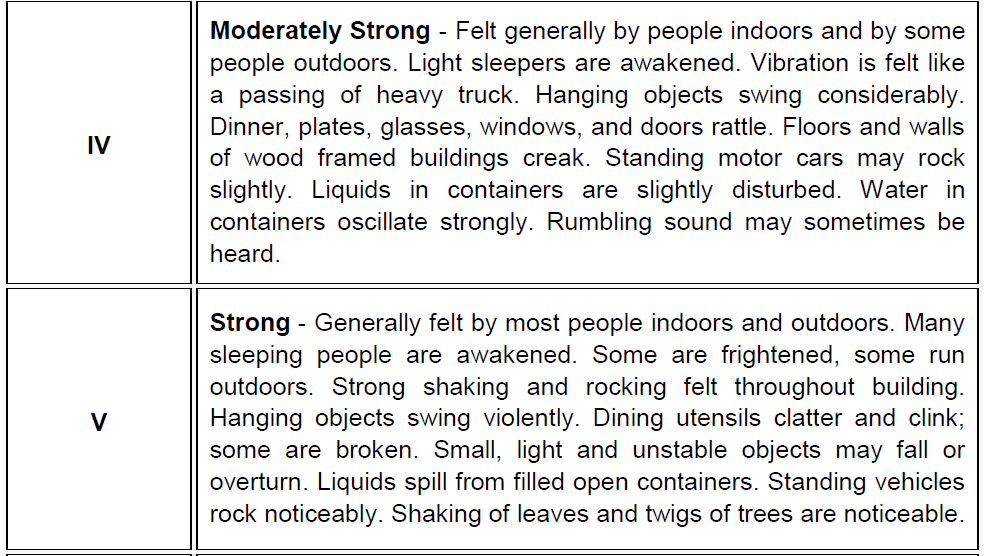 Moderately Strong - Felt generally by people indoors and by some
people outdoors. Light sleepers are awakened. Vibration is felt like
a passing of heavy truck. Hanging objects swing considerably.
Dinner, plates, glasses, windows, and doors rattle. Floors and walls
IV
of wood framed buildings creak. Standing motor cars may rock
slightly. Liquids in containers are slightly disturbed. Water in
containers oscillate strongly. Rumbling sound may sometimes be
heard.
Strong - Generally felt by most people indoors and outdoors. Many
sleeping people are awakened. Some are frightened, some run
outdoors. Strong shaking and rocking felt throughout building.
V
Hanging objects swing violently. Dining utensils clatter and clink;
some are broken. Small, light and unstable objects may fall or
overturn. Liquids spill from filled open containers. Standing vehicles
rock noticeably. Shaking of leaves and twigs of trees are noticeable.